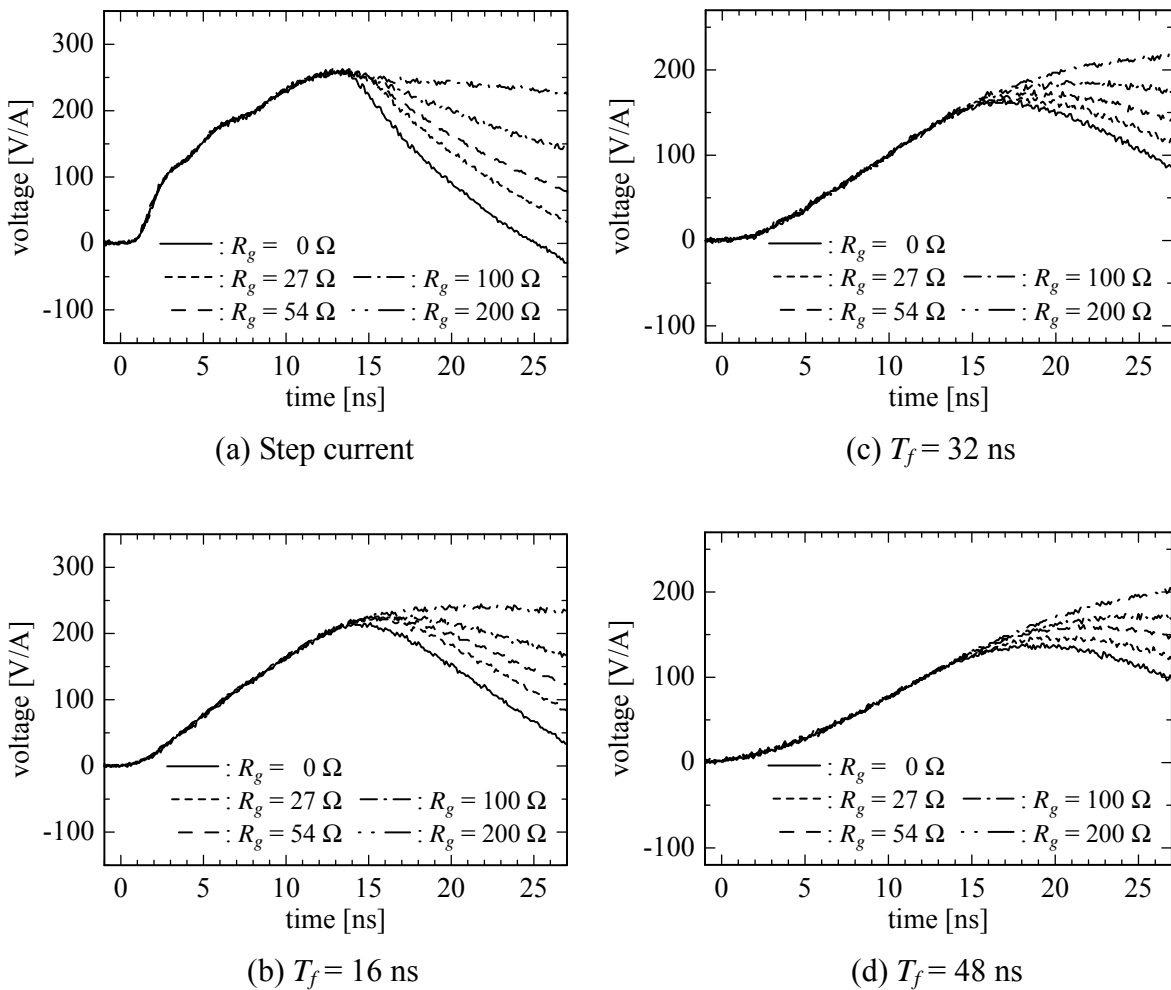 voltage [V/A]
300
200
100
0
-100
: R_g = 0 Ω
: R_g = 27 Ω : R_g = 100 Ω
: R_g = 54 Ω : R_g = 200 Ω
0 5 10 15 20 25
time [ns]
(a) Step current
voltage [V/A]
200
100
0
-100
: R_g = 0 Ω
: R_g = 27 Ω : R_g = 100 Ω
: R_g = 54 Ω : R_g = 200 Ω
0 5 10 15 20 25
time [ns]
(c) T_f = 32 ns
voltage [V/A]
300
200
100
0
-100
: R_g = 0 Ω
: R_g = 27 Ω : R_g = 100 Ω
: R_g = 54 Ω : R_g = 200 Ω
0 5 10 15 20 25
time [ns]
(b) T_f = 16 ns
voltage [V/A]
200
100
0
-100
: R_g = 0 Ω
: R_g = 27 Ω : R_g = 100 Ω
: R_g = 54 Ω : R_g = 200 Ω
0 5 10 15 20 25
time [ns]
(d) T_f = 48 ns